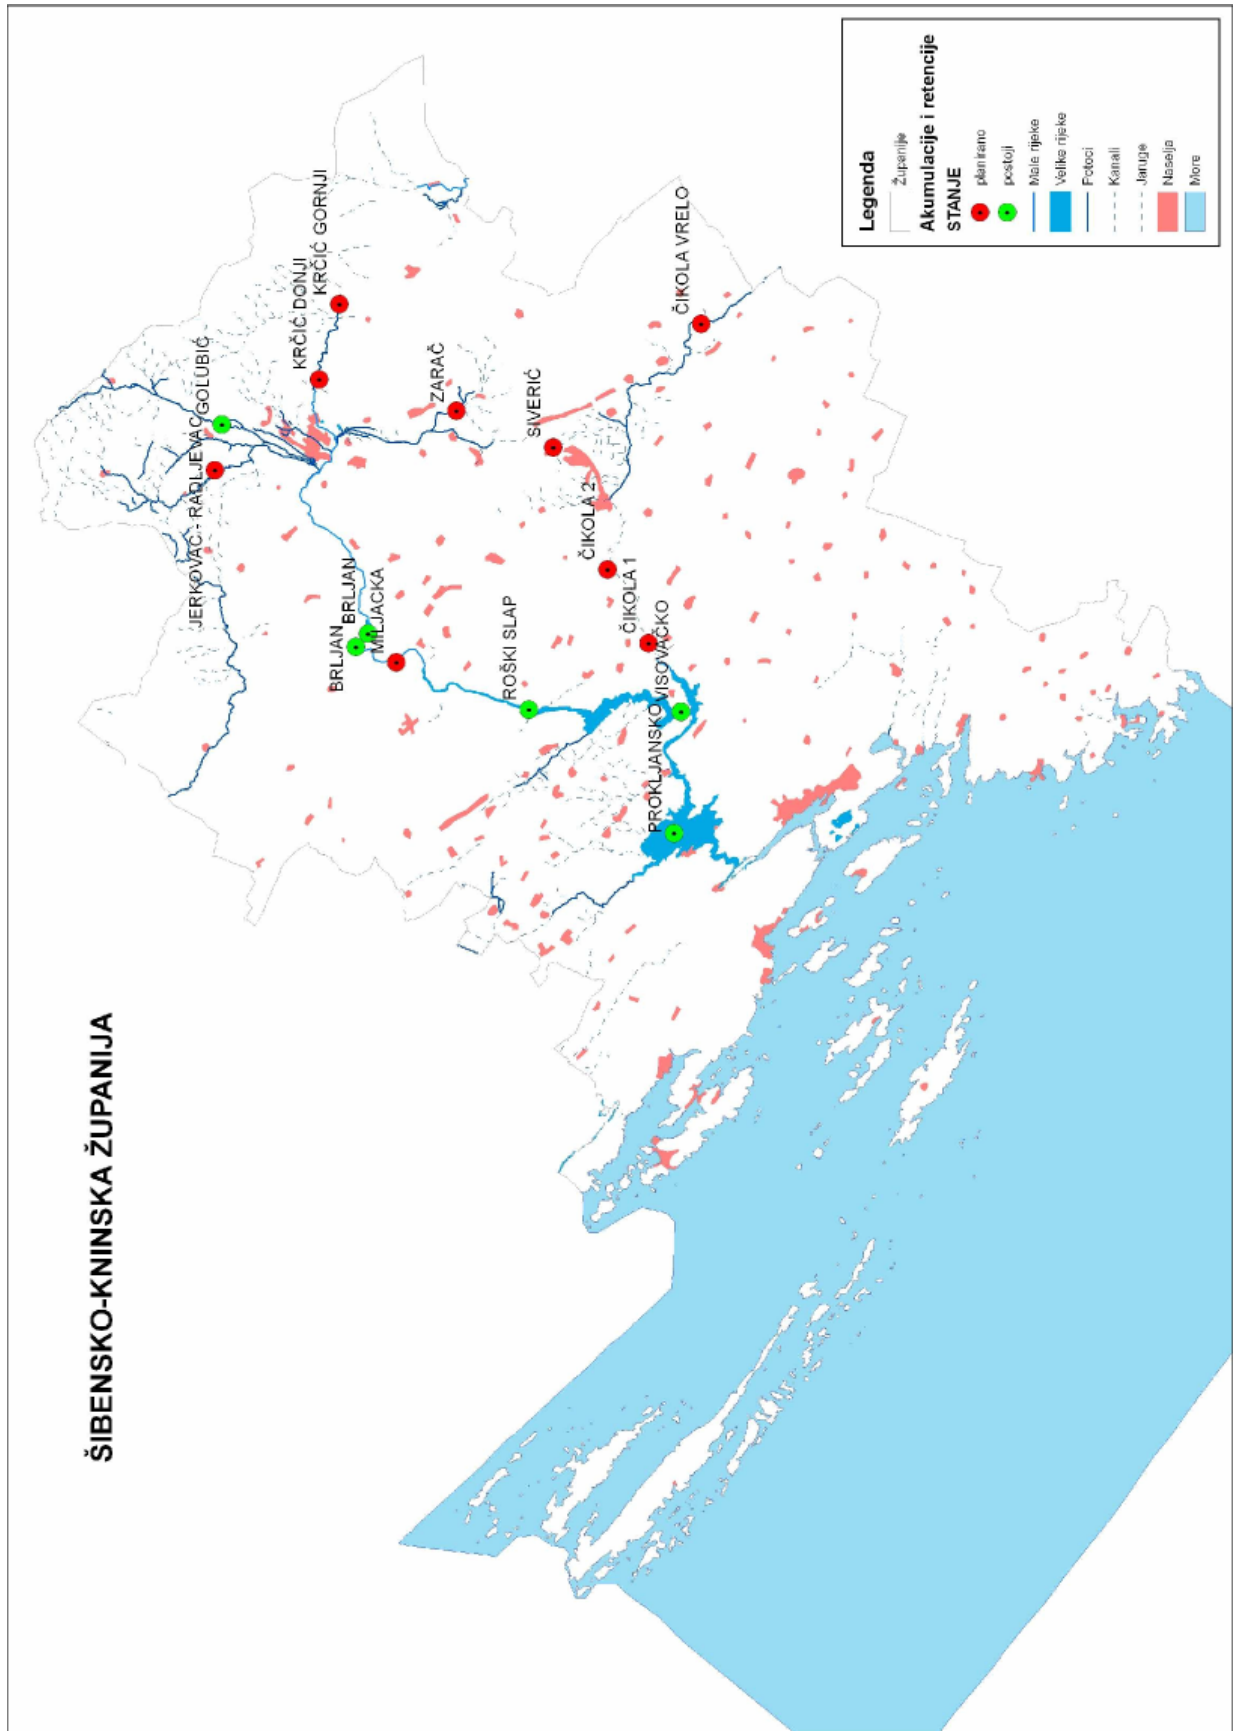 ŠIBENSKO-KNINSKA ŽUPANIJA
JERKOVAC - RADLJEVAC
GOLUBIĆ
KRČIĆ DONJI
KRČIĆ GORNJI
BRLJAN
BRLJAN
MILJACKA
ZARAČ
ROŠKI SLAP
SIVERIĆ
ČIKOLA 2
ČIKOLA 1
ČIKOLA VRELO
PROKLJANSKO
VISOVAČKO
Legenda
Županije
Akumulacije i retencije
STANJE
planirano
postoji
Male rijeke
Velike rijeke
Potoci
Kanali
Jaruge
Naselja
More